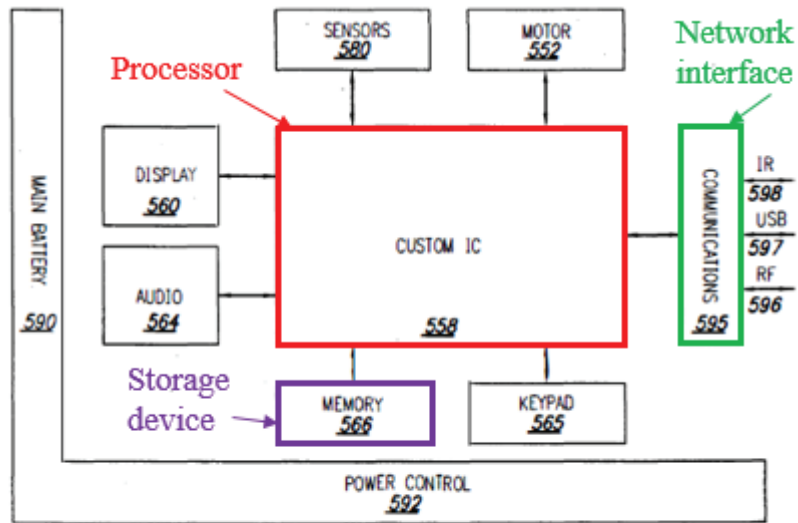 SENSORS
580
MOTOR
552
Network
interface
Processor
DISPLAY
560
AUDIO
564
CUSTOM IC
558
COMMUNICATIONS
595
IR
598
USB
597
RF
596
MAIN BATTERY
590
Storage
device
MEMORY
566
KEYPAD
565
POWER CONTROL
592